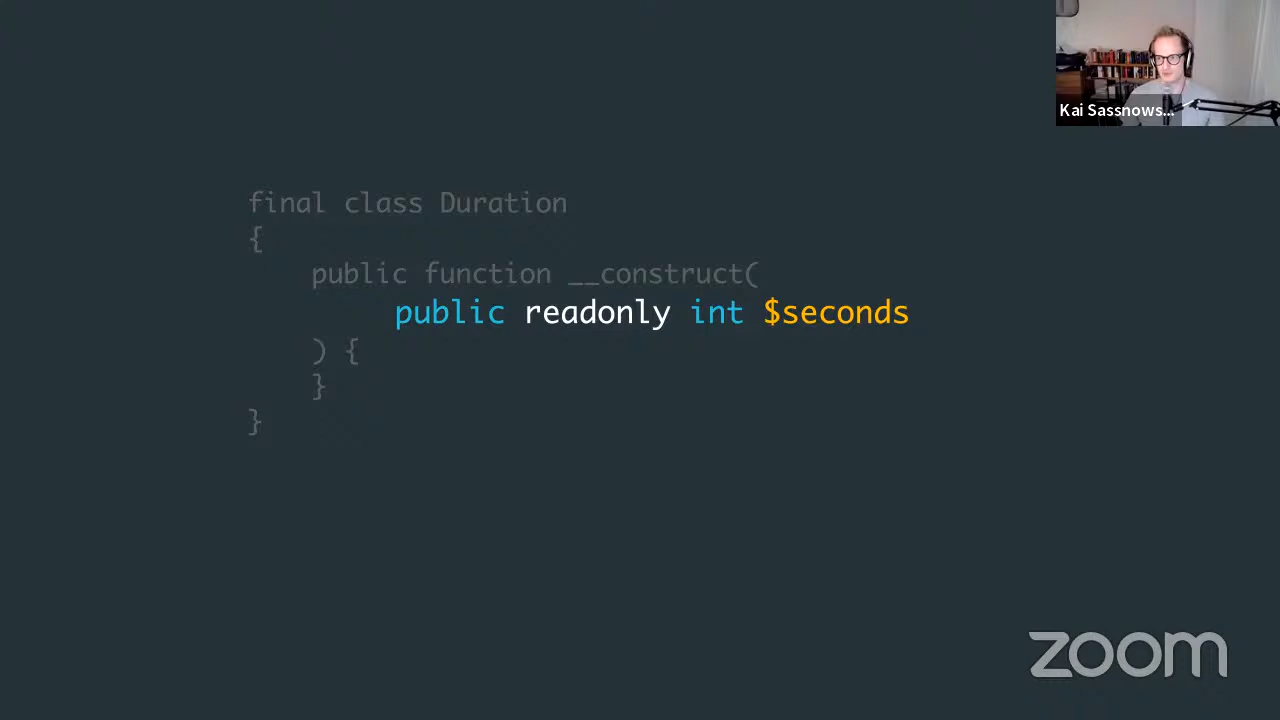 Kai Sassnows...
final class Duration
{
    public function __construct(
        public readonly int $seconds
    ) {
    }
}
zoom